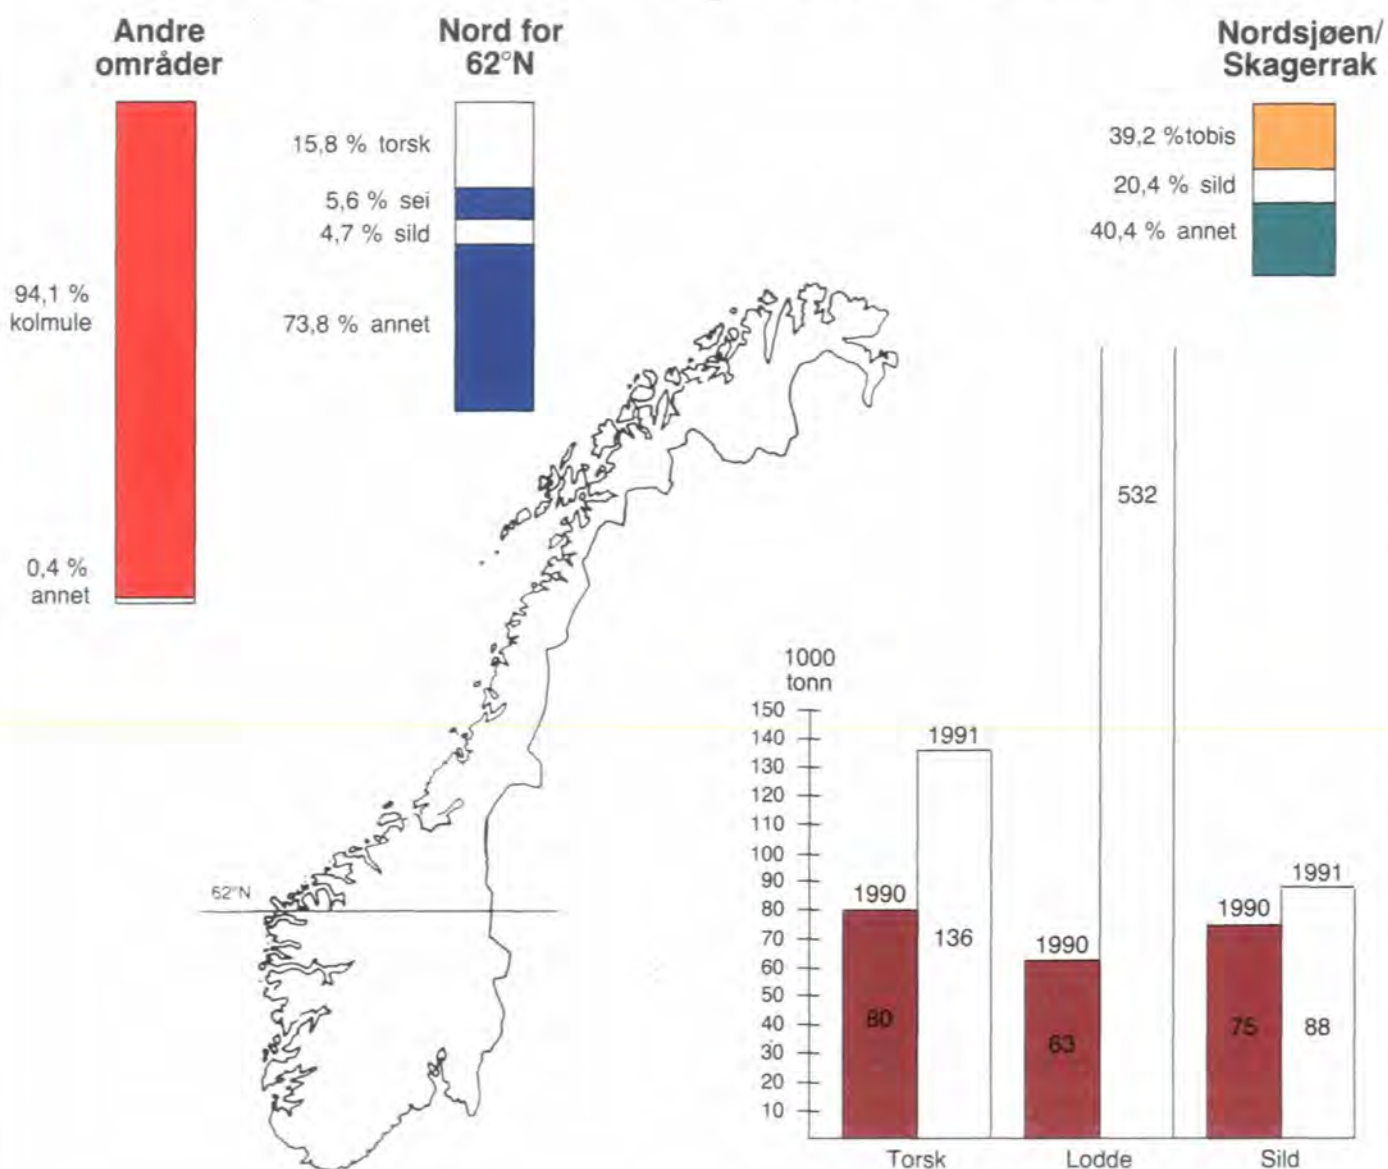 Andre
områder
94,1 %
kolmule
0,4 %
annet
Nord for
62°N
15,8 % torsk
5,6 % sei
4,7 % sild
73,8 % annet
Nordsjøen/
Skagerrak
39,2 %tobis
20,4 % sild
40,4 % annet
62°N
1000
tonn
150
140
130
120
110
100
90
80
70
60
50
40
30
20
10
1990
80
1991
136
Torsk
1990
63
532
Lodde
1990
75
1991
88
Sild